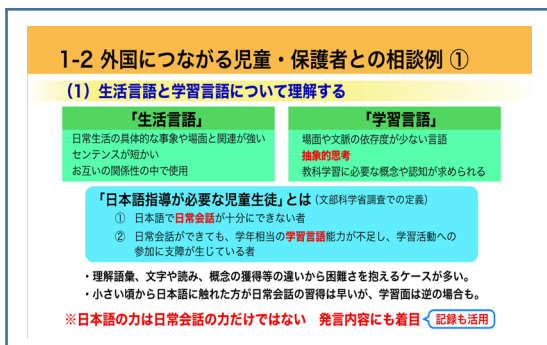 1-2 外国につながる児童・保護者との相談例 ①
(1)生活言語と学習言語について理解する
「生活言語」
日常生活の具体的な事象や場面と関連が強い
センテンスが短かい
お互いの関係性の中で使用
「学習言語」
場面や文脈の依存度が少ない言語
抽象的思考
教科学習に必要な概念や認知が求められる
「日本語指導が必要な児童生徒」とは(文部科学省調査での定義)
① 日本語で日常会話が十分にできない者
② 日常会話ができても、学年相当の学習言語能力が不足し、学習活動への
参加に支障が生じている者
・理解語彙、文字や読み、概念の獲得等の違いから困難さを抱えるケースが多い。
・小さい頃から日本語に触れた方が日常会話の習得は早いが、学習面は逆の場合も。
※日本語の力は日常会話の力だけではない 発言内容にも着目 記録も活用